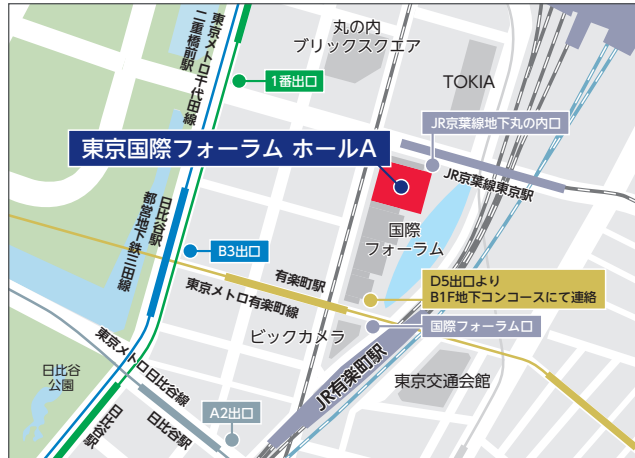 丸の内
ブリックスクエア
東京メトロ千代田線
二重橋前駅
1番出口
TOKIA
JR京葉線地下丸の内口
東京国際フォーラム ホールA
JR京葉線東京駅
日比谷駅
都営地下鉄三田線
B3出口
国際
フォーラム
有楽町駅
東京メトロ有楽町線
D5出口より
B1F地下コンコースにて連絡
ビックカメラ
国際フォーラム口
東京メトロ日比谷線
日比谷
公園
JR有楽町駅
東京交通会館
日比谷駅
A2出口
日比谷駅